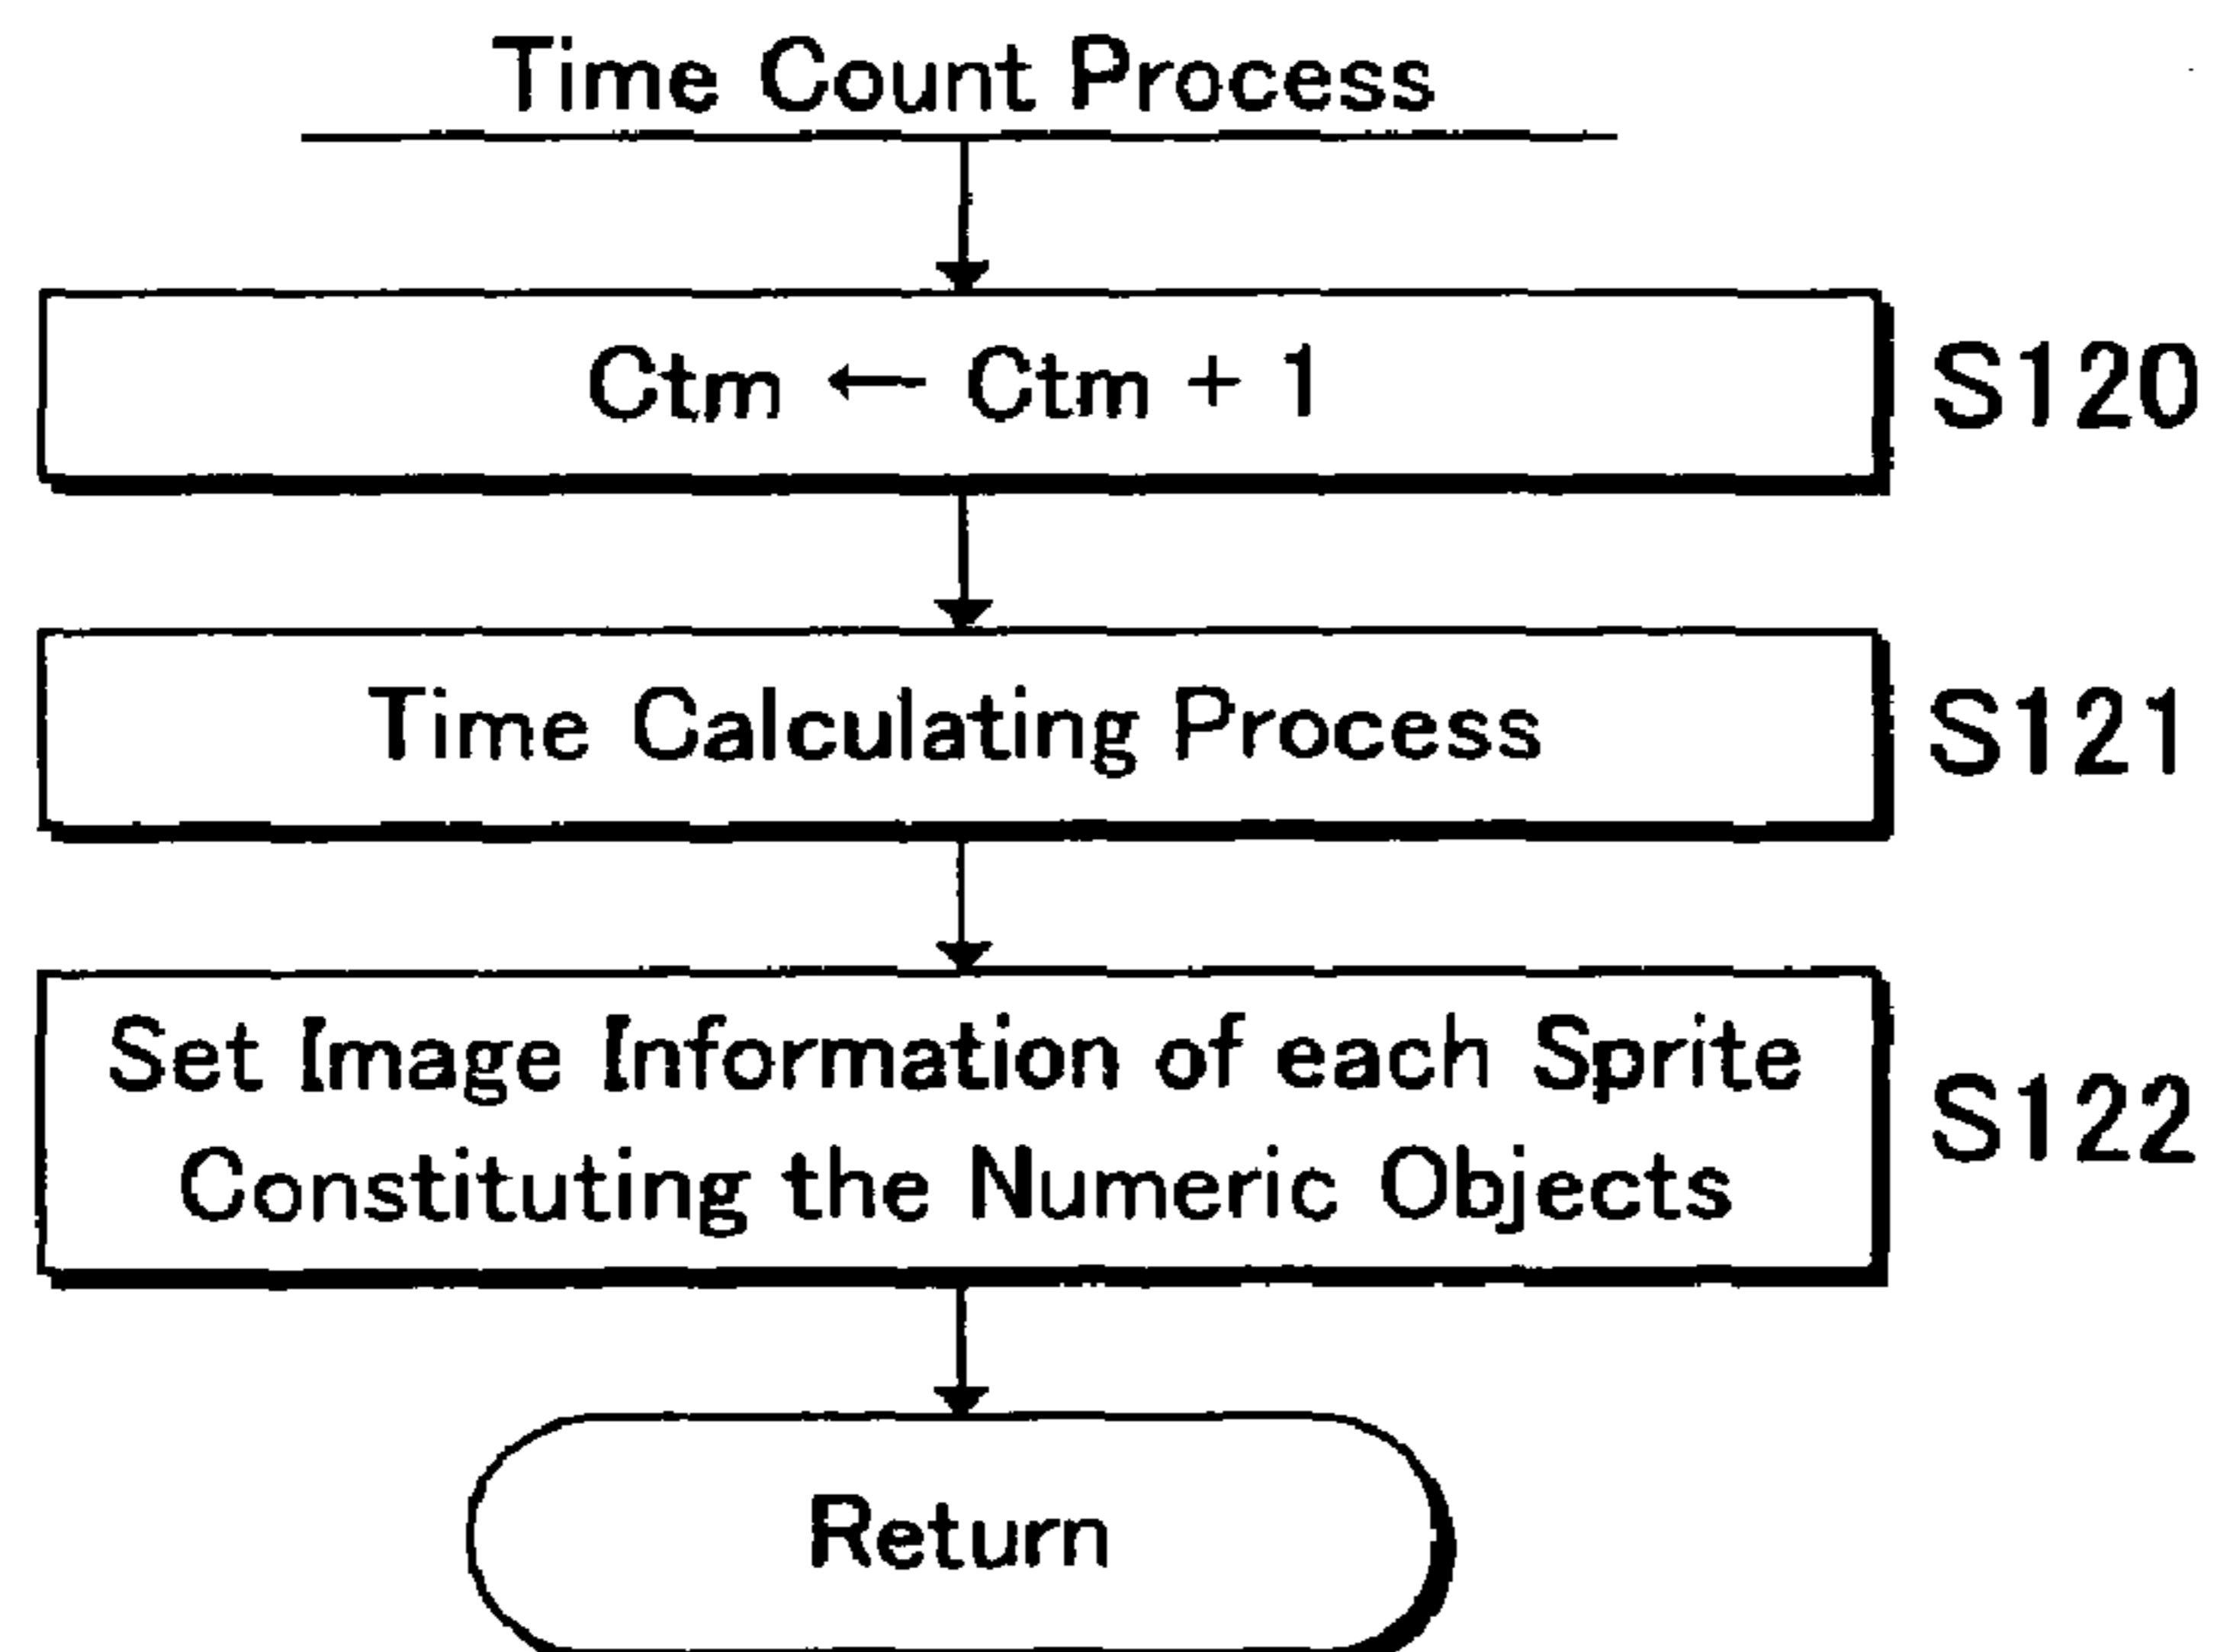 Time Count Process
Ctm ← Ctm + 1
S120
Time Calculating Process
S121
Set Image Information of each Sprite
Constituting the Numeric Objects
S122
Return